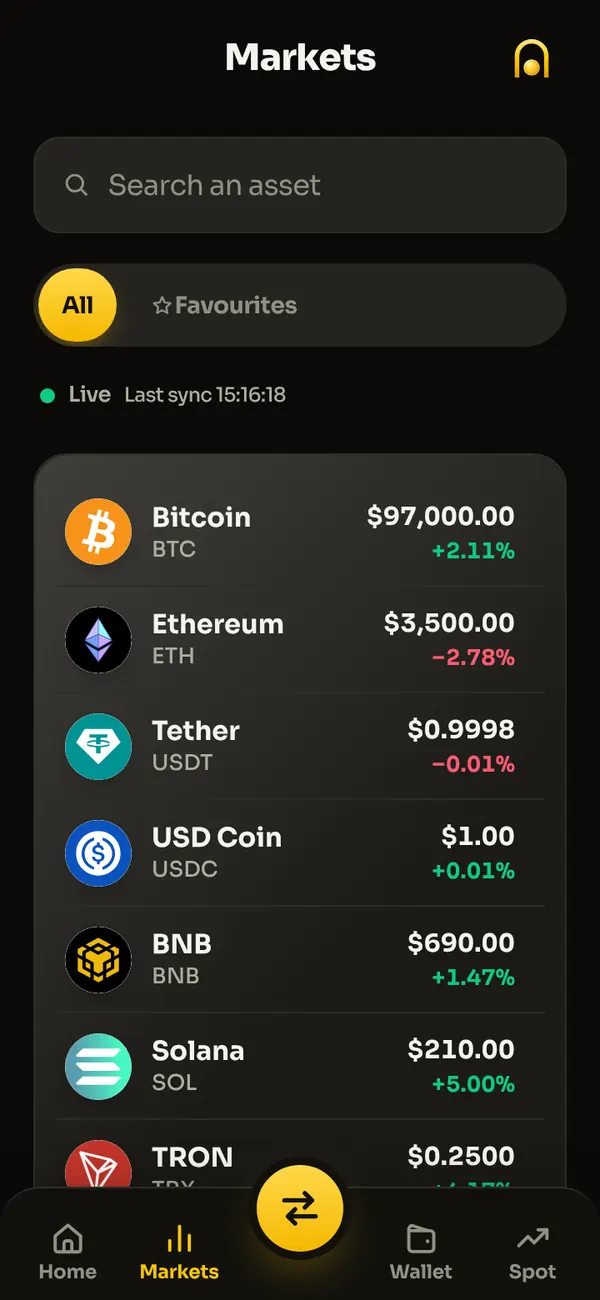 Markets
Search an asset
All
Favourites
Live Last sync 15:16:18
Bitcoin $97,000.00
BTC +2.11%
Ethereum $3,500.00
ETH −2.78%
Tether $0.9998
USDT −0.01%
USD Coin $1.00
USDC +0.01%
BNB $690.00
BNB +1.47%
Solana $210.00
SOL +5.00%
TRON $0.2500
Home Markets Wallet Spot